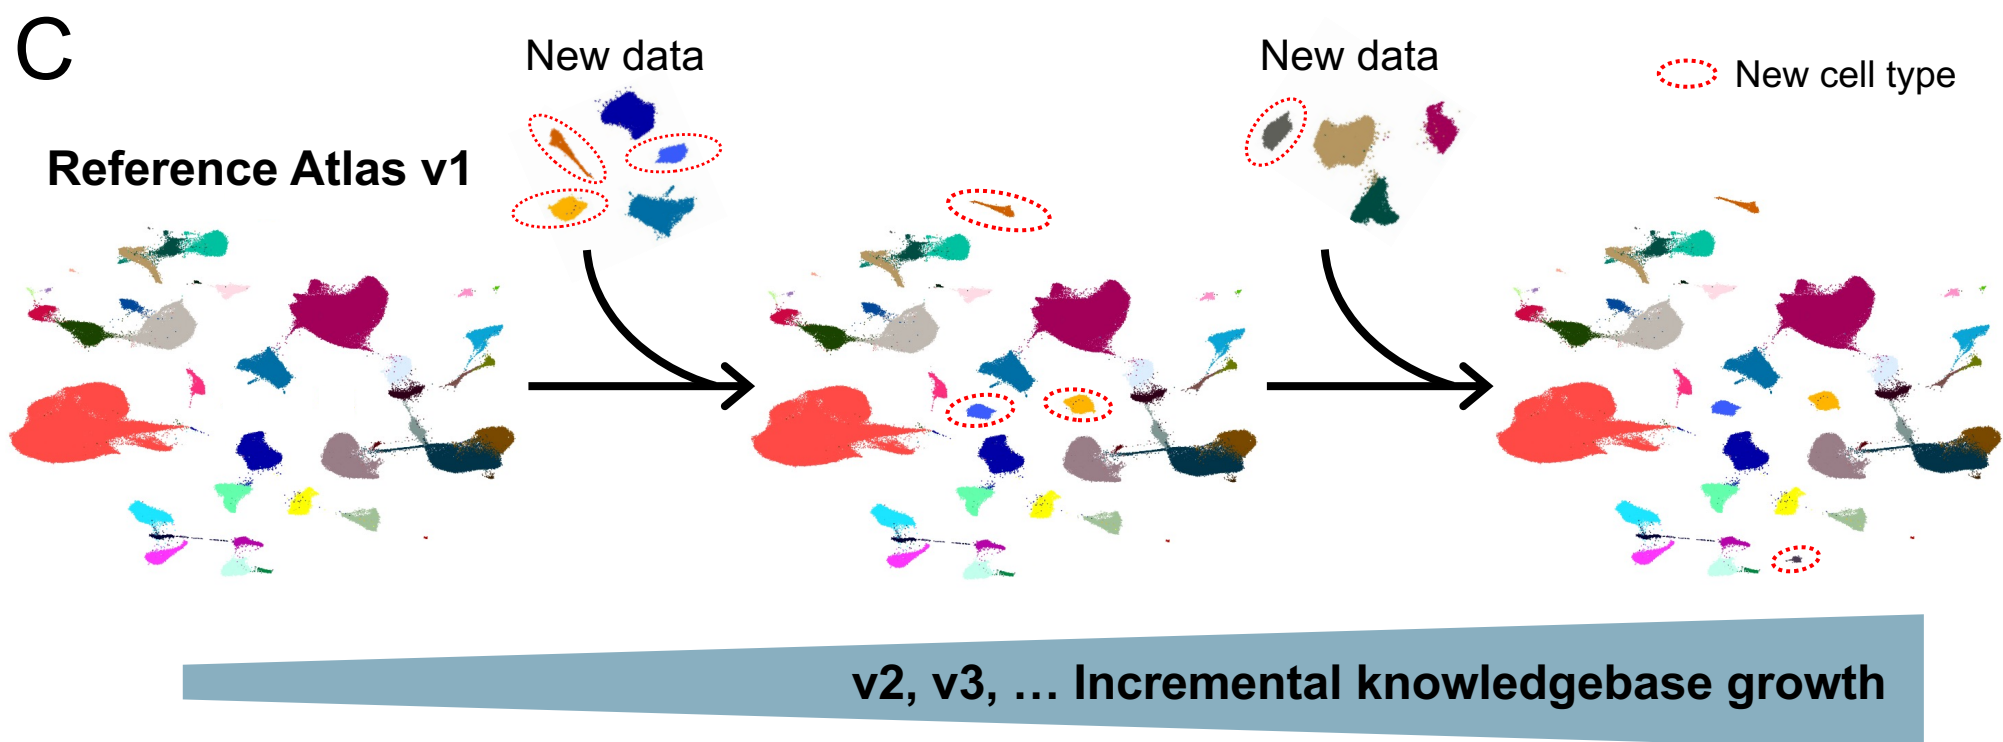 C
New data
New data
New cell type
Reference Atlas v1
v2, v3, … Incremental knowledgebase growth